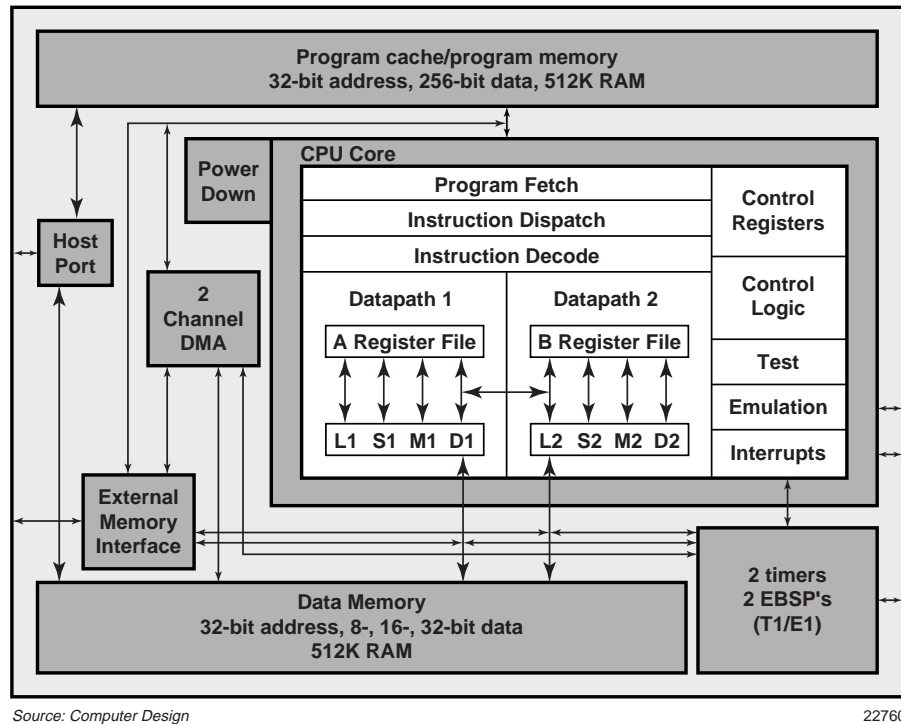 Program cache/program memory
32-bit address, 256-bit data, 512K RAM
Power
Down
CPU Core
Program Fetch
Instruction Dispatch
Instruction Decode
Control
Registers
Host
Port
2
Channel
DMA
Datapath 1
Datapath 2
Control
Logic
A Register File
B Register File
Test
Emulation
L1 S1 M1 D1
L2 S2 M2 D2
Interrupts
External
Memory
Interface
2 timers
2 EBSP's
(T1/E1)
Data Memory
32-bit address, 8-, 16-, 32-bit data
512K RAM
Source: Computer Design
22760